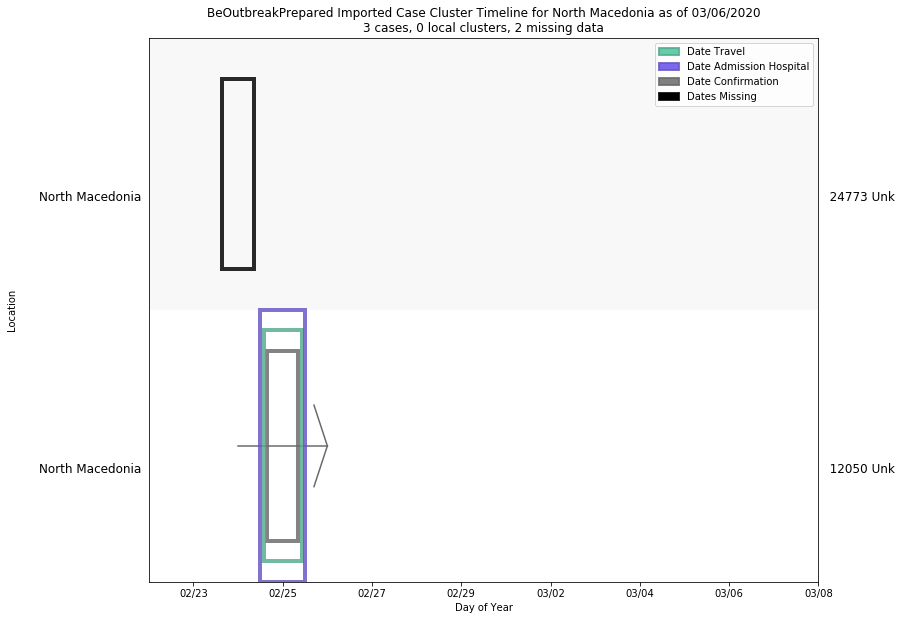 BeOutbreakPrepared Imported Case Cluster Timeline for North Macedonia as of 03/06/2020
3 cases, 0 local clusters, 2 missing data
Date Travel
Date Admission Hospital
Date Confirmation
Dates Missing
North Macedonia
24773 Unk
Location
North Macedonia
12050 Unk
02/23
02/25
02/27
02/29
03/02
03/04
03/06
03/08
Day of Year